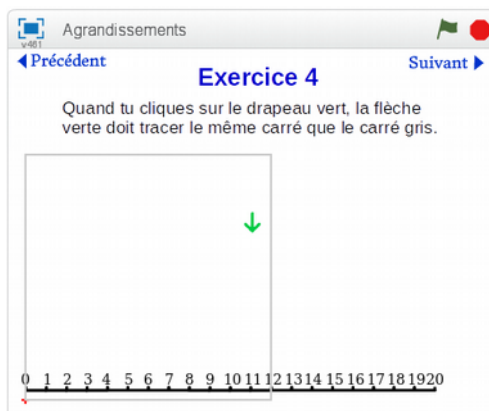 Agrandissements
v461
Précédent
Suivant
Exercice 4
Quand tu cliques sur le drapeau vert, la flèche
verte doit tracer le même carré que le carré gris.
0 1 2 3 4 5 6 7 8 9 10 11 12 13 14 15 16 17 18 19 20